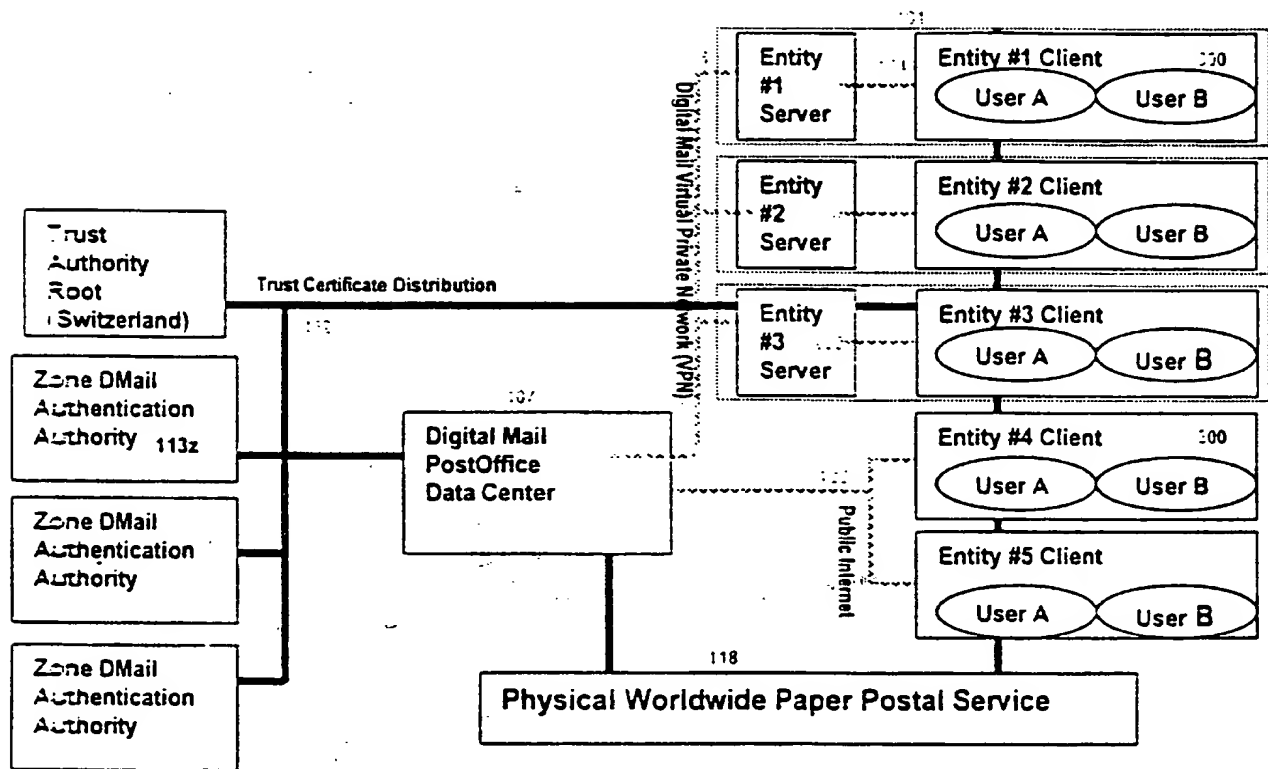 Entity
#1
Server
Entity #1 Client
User A
User B
Entity
#2
Server
Entity #2 Client
User A
User B
Entity
#3
Server
Entity #3 Client
User A
User B
Entity #4 Client
300
User A
User B
Entity #5 Client
User A
User B
Digital Mail Virtual Private Network (VPN)
Trust
Authority
Root
(Switzerland)
Trust Certificate Distribution
Zone DMail
Authentication
Authority 113z
Zone DMail
Authentication
Authority
Zone DMail
Authentication
Authority
Digital Mail
PostOffice
Data Center
Public Internet
118
Physical Worldwide Paper Postal Service